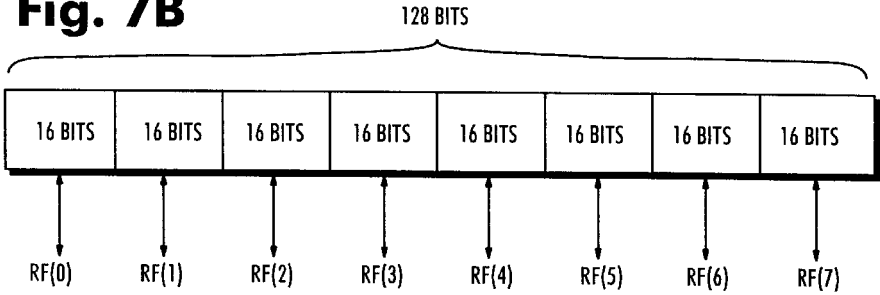 Fig. 7B
128 BITS
16 BITS 16 BITS 16 BITS 16 BITS 16 BITS 16 BITS 16 BITS 16 BITS
RF(0) RF(1) RF(2) RF(3) RF(4) RF(5) RF(6) RF(7)